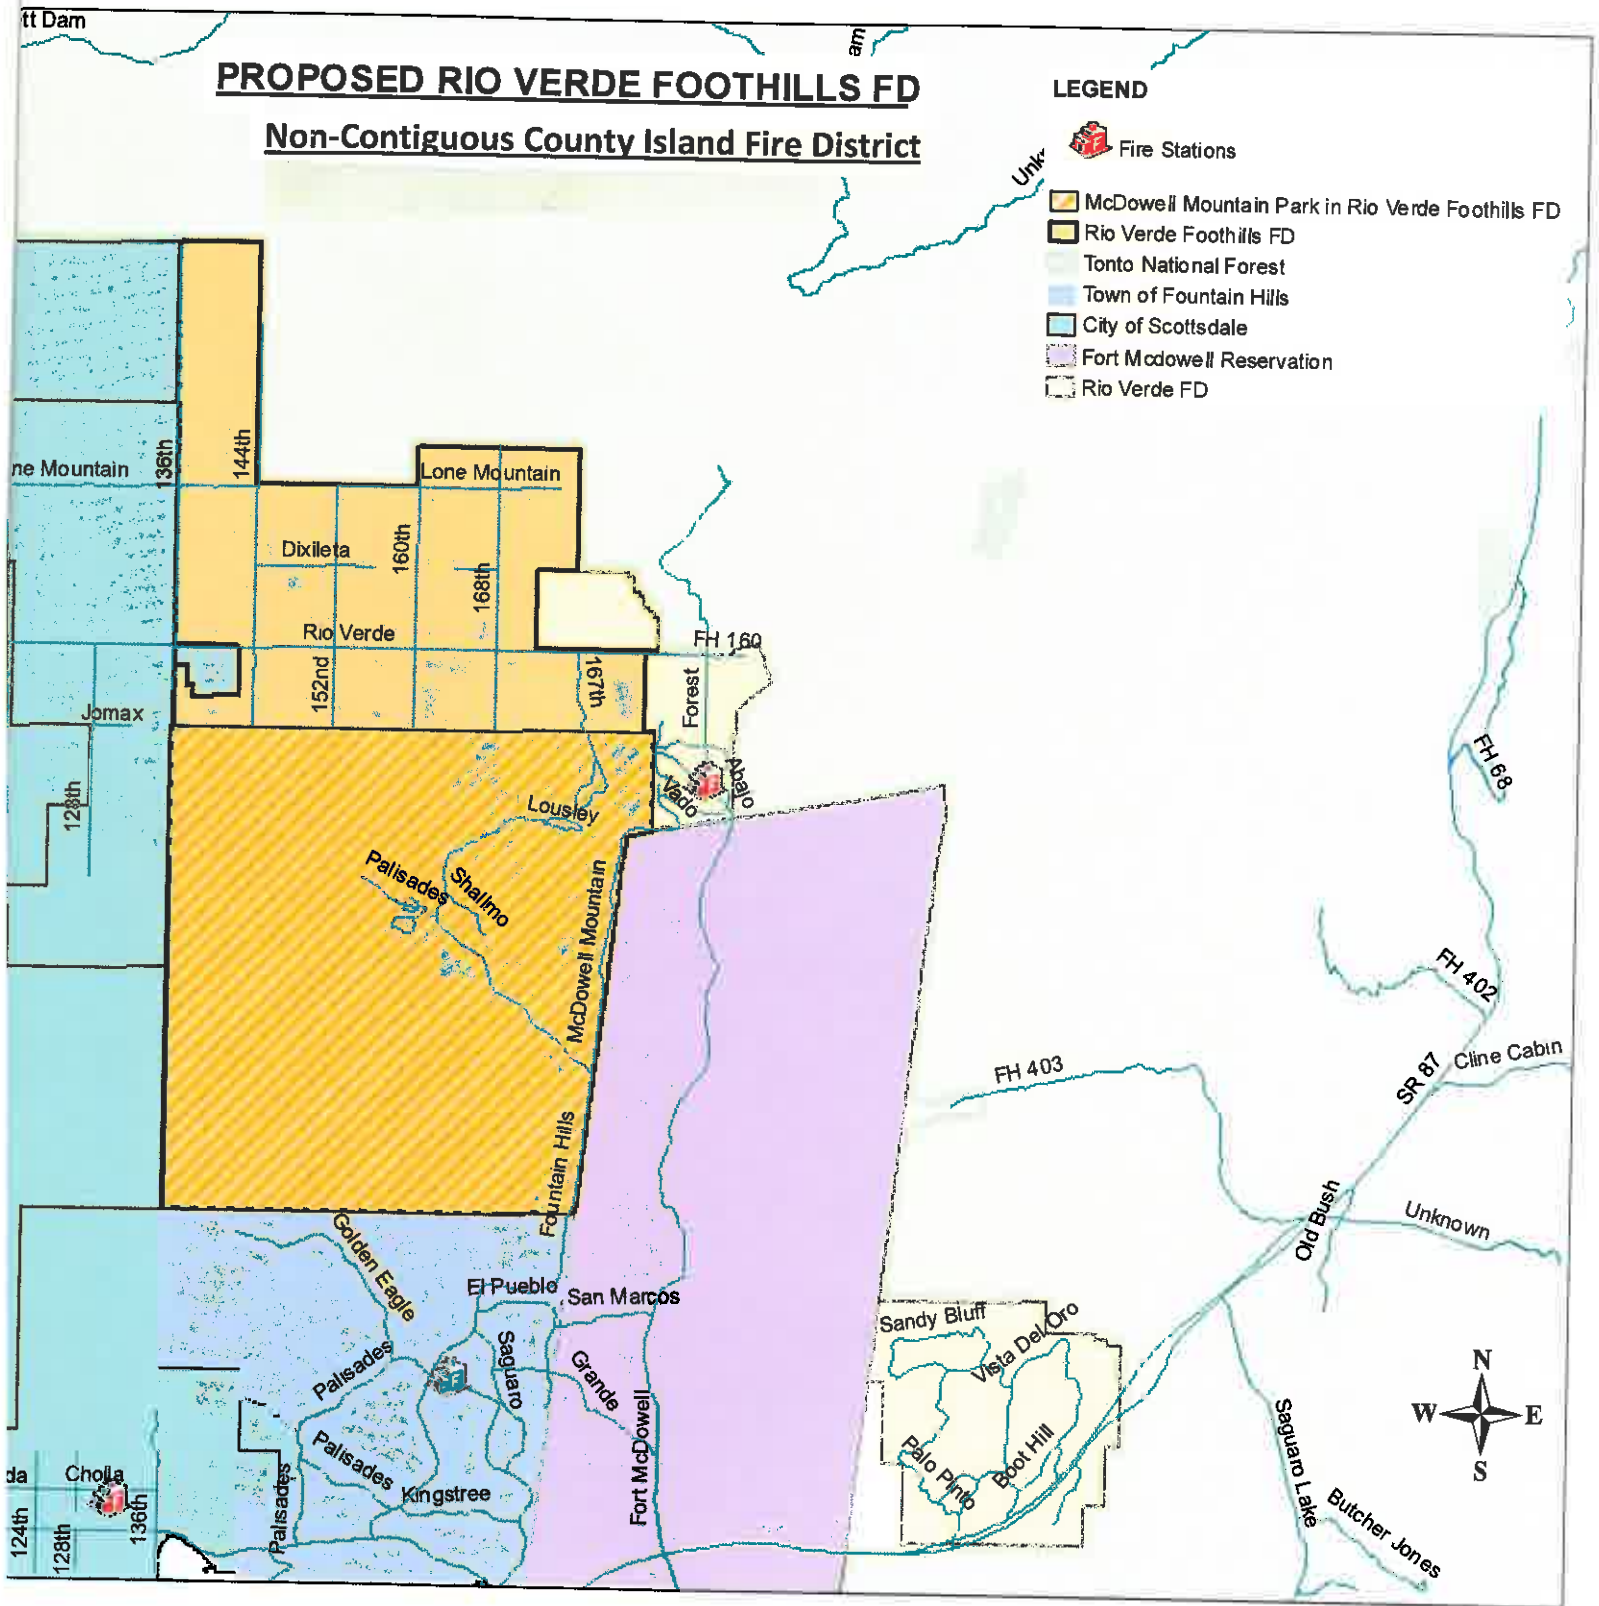 tt Dam
am
PROPOSED RIO VERDE FOOTHILLS FD
Non-Contiguous County Island Fire District
LEGEND
Fire Stations
McDowell Mountain Park in Rio Verde Foothills FD
Rio Verde Foothills FD
Tonto National Forest
Town of Fountain Hills
City of Scottsdale
Fort Mcdowell Reservation
Rio Verde FD
Unk
ne Mountain
136th
144th
Lone Mountain
Dixileta
160th
168th
Rio Verde
FH 160
152nd
167th
Forest
Jomax
128th
Vado
Abajo
FH 68
Lousley
Palisades
Shallmo
McDowell Mountain
FH 402
FH 403
SR 87
Cline Cabin
Fountain Hills
Old Bush
Unknown
Golden Eagle
El Pueblo
San Marcos
Sandy Bluff
Vista Del Oro
Palisades
Saguaro
Grande
Fort McDowell
N
W
E
S
Palo Pinto
Boot Hill
Saguaro Lake
Butcher Jones
da
Cholla
Palisades
Kingstree
Palisades
124th
128th
136th
F
F